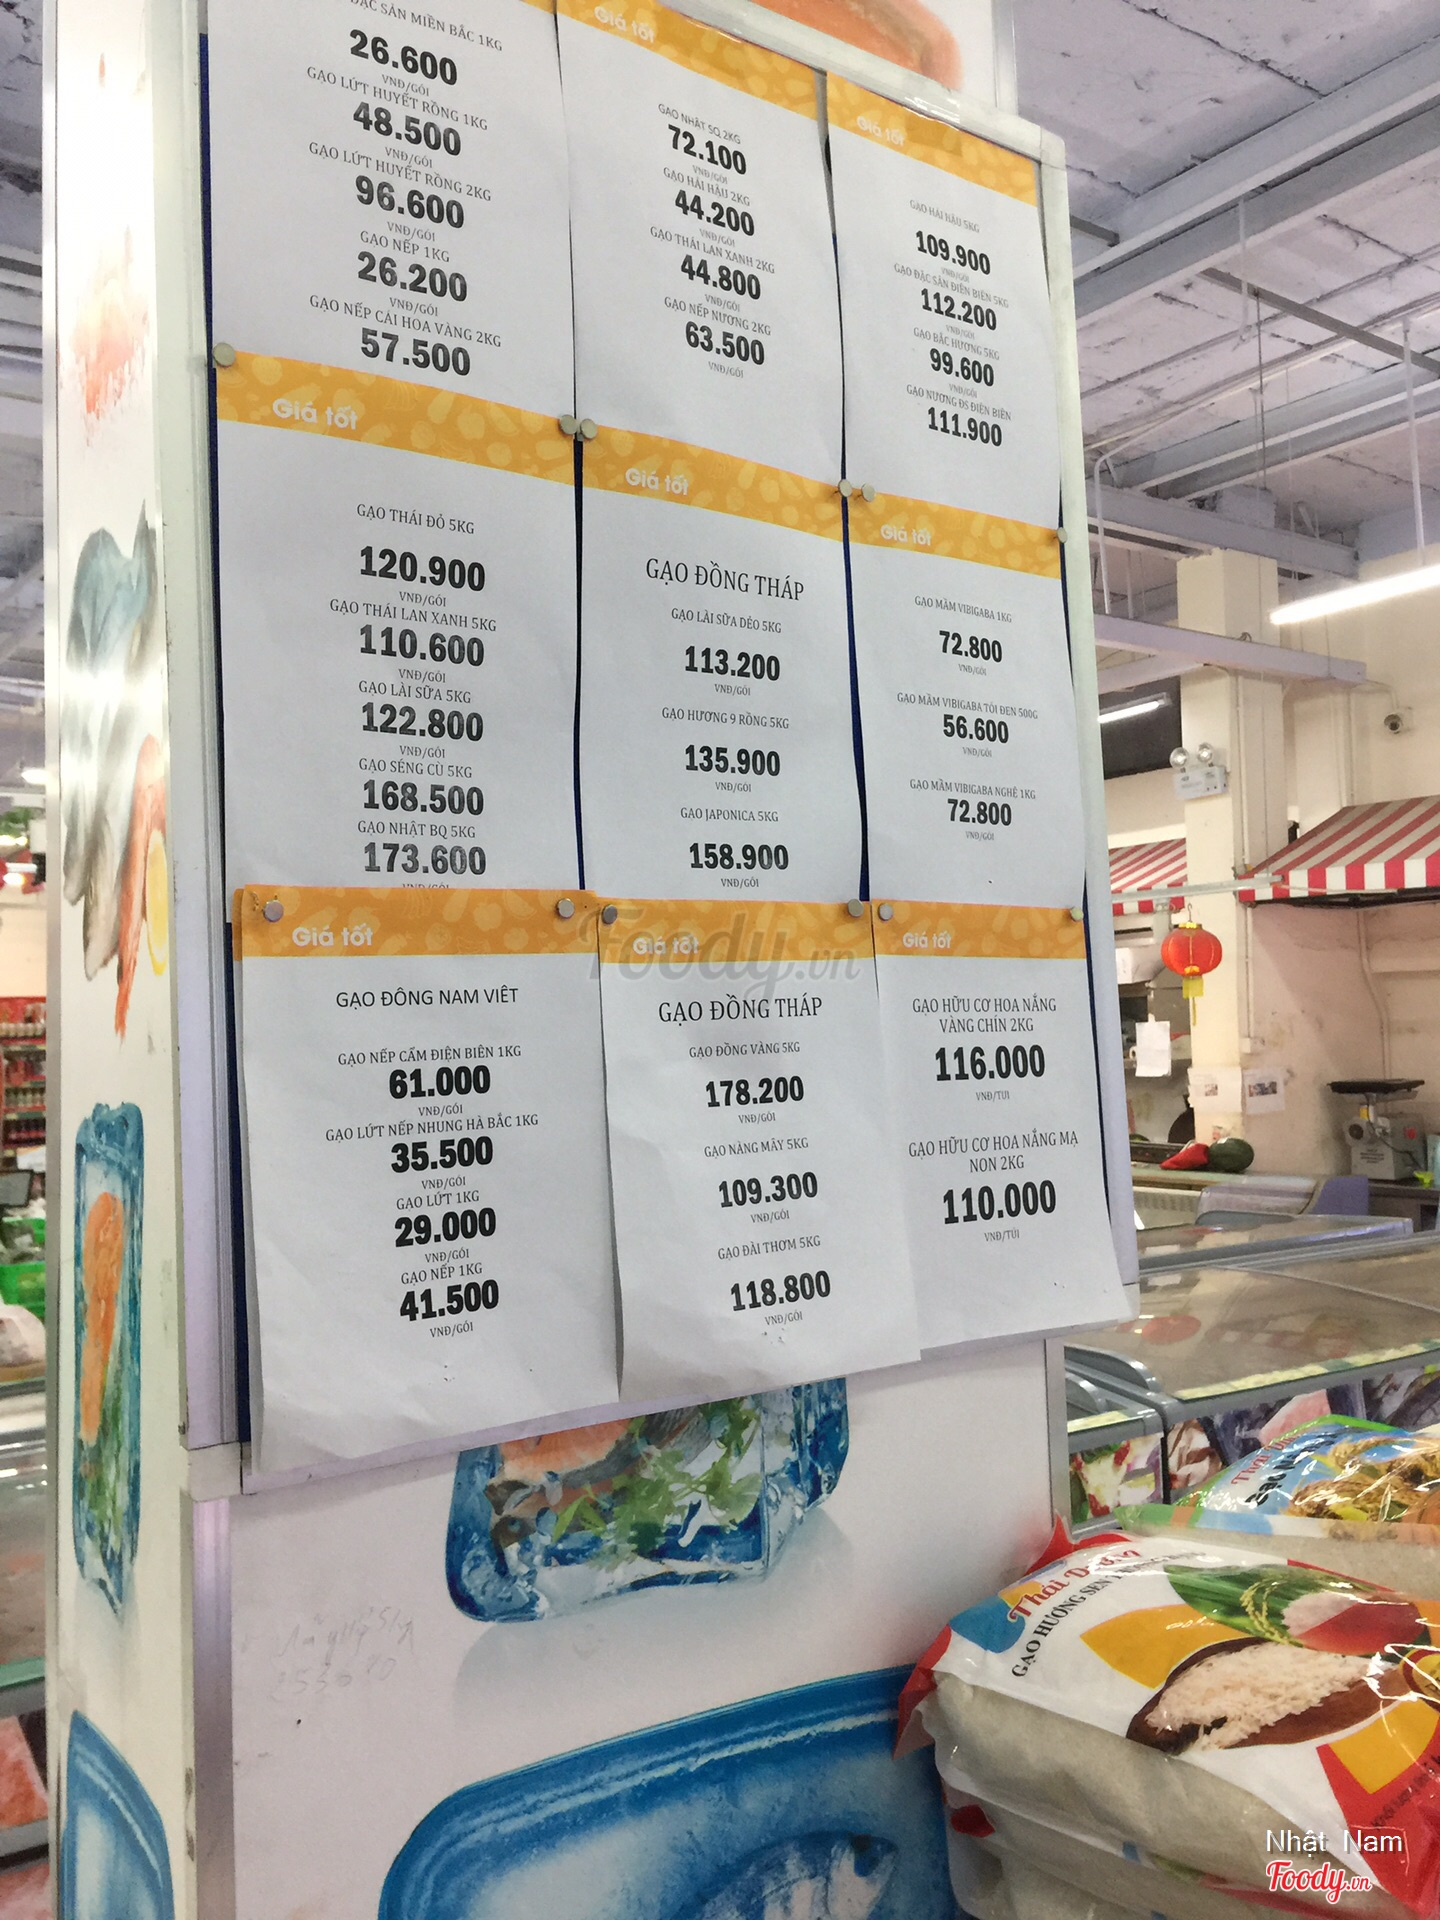 ĐẶC SẢN MIỀN BẮC 1KG
26.600
VNĐ/GÓI
GẠO LỨT HUYẾT RỒNG 1KG
48.500
VNĐ/GÓI
GẠO LỨT HUYẾT RỒNG 2KG
96.600
VNĐ/GÓI
GẠO NẾP 1KG
26.200
VNĐ/GÓI
GẠO NẾP CÁI HOA VÀNG 2KG
57.500
Giá tốt
GẠO NHẬT SQ 2KG
72.100
VNĐ/GÓI
GẠO HẢI HẬU 2KG
44.200
VNĐ/GÓI
GẠO THÁI LAN XANH 2KG
44.800
VNĐ/GÓI
GẠO NẾP NƯƠNG 2KG
63.500
VNĐ/GÓI
Giá tốt
GẠO HẢI HẬU 5KG
109.900
VNĐ/GÓI
GẠO ĐẶC SẢN ĐIỆN BIÊN 5KG
112.200
VNĐ/GÓI
GẠO BẮC HƯƠNG 5KG
99.600
VNĐ/GÓI
GẠO NƯƠNG ĐS ĐIỆN BIÊN
111.900
Giá tốt
GẠO THÁI ĐỎ 5KG
120.900
VNĐ/GÓI
GẠO THÁI LAN XANH 5KG
110.600
VNĐ/GÓI
GẠO LÀI SỮA 5KG
122.800
VNĐ/GÓI
GẠO SÉNG CÙ 5KG
168.500
GẠO NHẬT BQ 5KG
173.600
VNĐ/GÓI
Giá tốt
GẠO ĐỒNG THÁP
GẠO LÀI SỮA DẺO 5KG
113.200
VNĐ/GÓI
GẠO HƯƠNG 9 RỒNG 5KG
135.900
VNĐ/GÓI
GẠO JAPONICA 5KG
158.900
VNĐ/GÓI
Giá tốt
GẠO MẦM VIBIGABA 1KG
72.800
VNĐ/GÓI
GẠO MẦM VIBIGABA TỎI ĐEN 500G
56.600
VNĐ/GÓI
GẠO MẦM VIBIGABA NGHỆ 1KG
72.800
VNĐ/GÓI
Giá tốt
GẠO ĐÔNG NAM VIÊT
GẠO NẾP CẨM ĐIỆN BIÊN 1KG
61.000
VNĐ/GÓI
GẠO LỨT NẾP NHUNG HÀ BẮC 1KG
35.500
VNĐ/GÓI
GẠO LỨT 1KG
29.000
VNĐ/GÓI
GẠO NẾP 1KG
41.500
VNĐ/GÓI
Giá tốt
GẠO ĐỒNG THÁP
GẠO ĐỒNG VÀNG 5KG
178.200
VNĐ/GÓI
GẠO NÀNG MÂY 5KG
109.300
VNĐ/GÓI
GẠO ĐÀI THƠM 5KG
118.800
VNĐ/GÓI
Giá tốt
GẠO HỮU CƠ HOA NẮNG
VÀNG CHÍN 2KG
116.000
VNĐ/TÚI
GẠO HỮU CƠ HOA NẮNG MẠ
NON 2KG
110.000
VNĐ/TÚI
Foody.vn
GẠO HƯƠNG SEN
Nhật Nam
Foody.vn